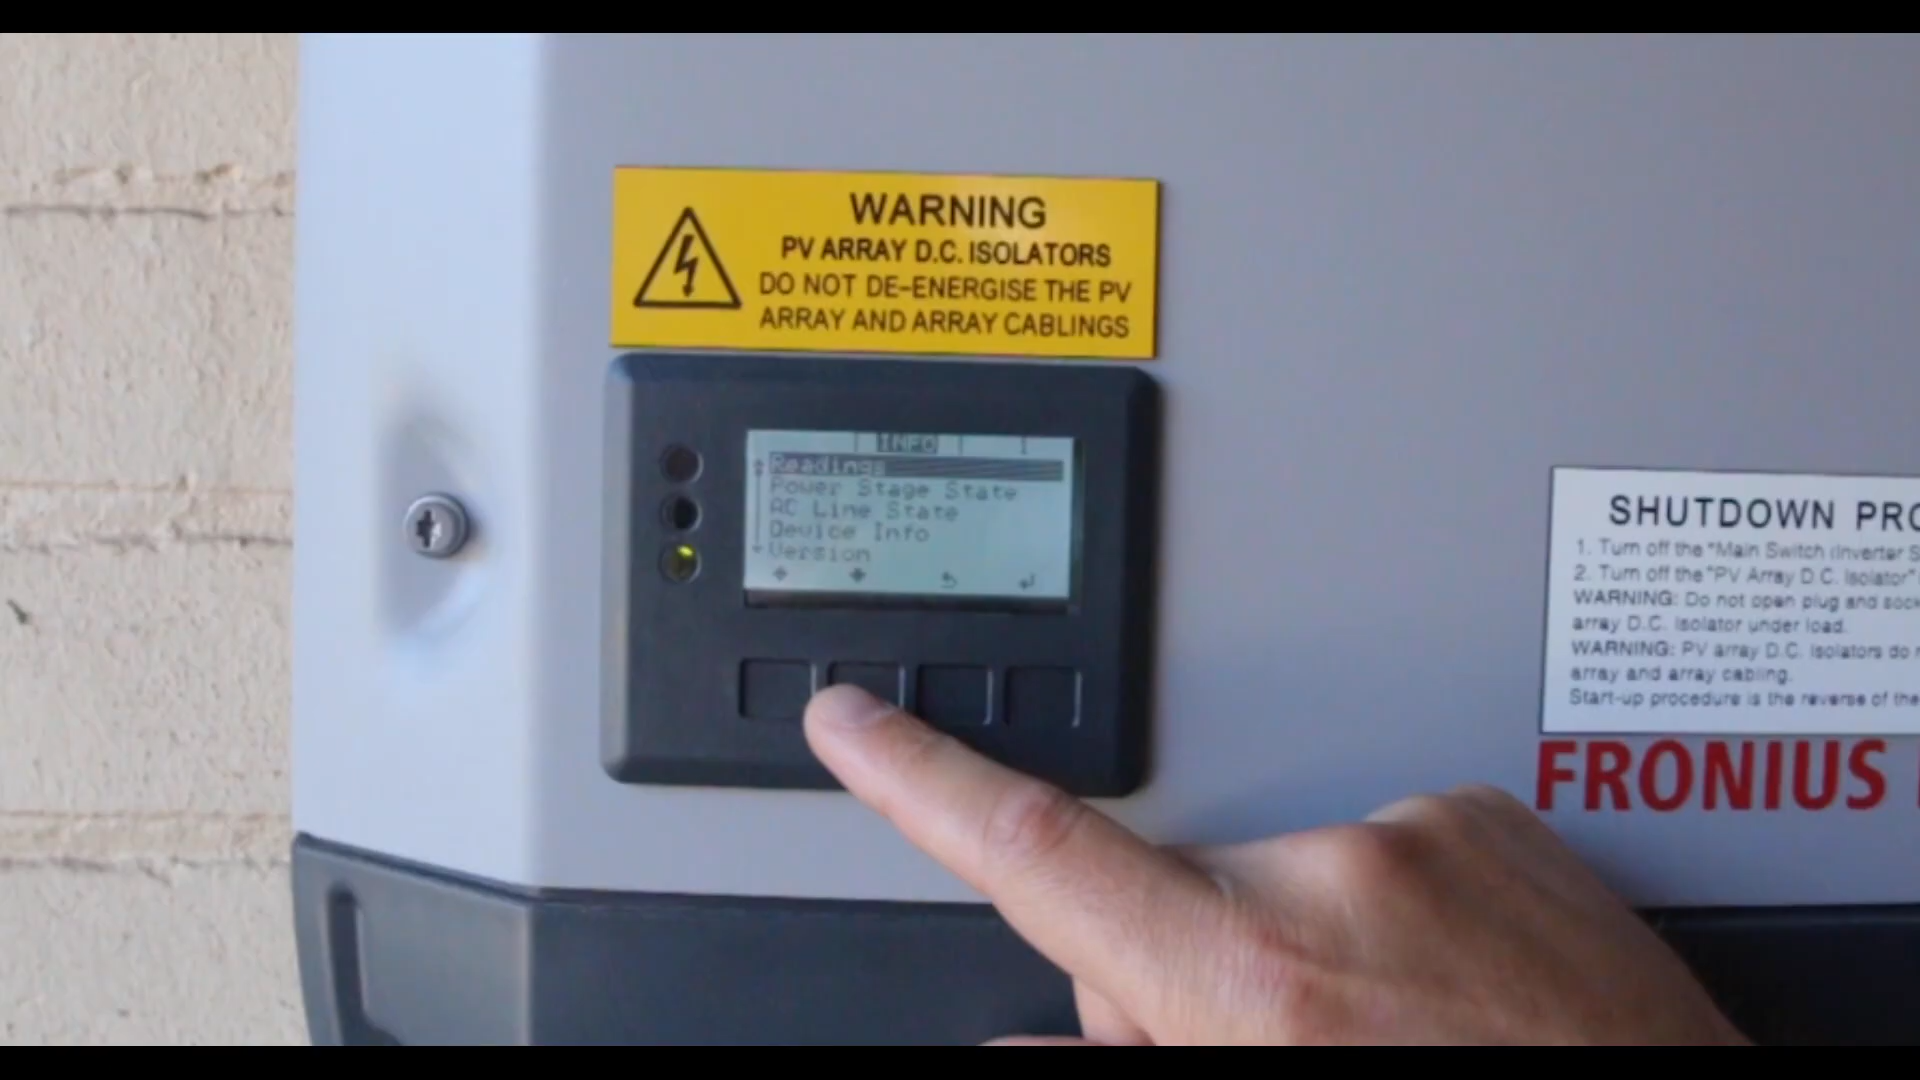 WARNING
PV ARRAY D.C. ISOLATORS
DO NOT DE-ENERGISE THE PV
ARRAY AND ARRAY CABLINGS
INFO
Readings
Power Stage State
AC Line State
Device Info
Version
SHUTDOWN PRO
1. Turn off the "Main Switch (Inverter S
2. Turn off the "PV Array D.C. Isolator"
WARNING: Do not open plug and sock
array D.C. Isolator under load.
WARNING: PV array D.C. Isolators do
array and array cabling.
Start-up procedure is the reverse of the
FRONIUS